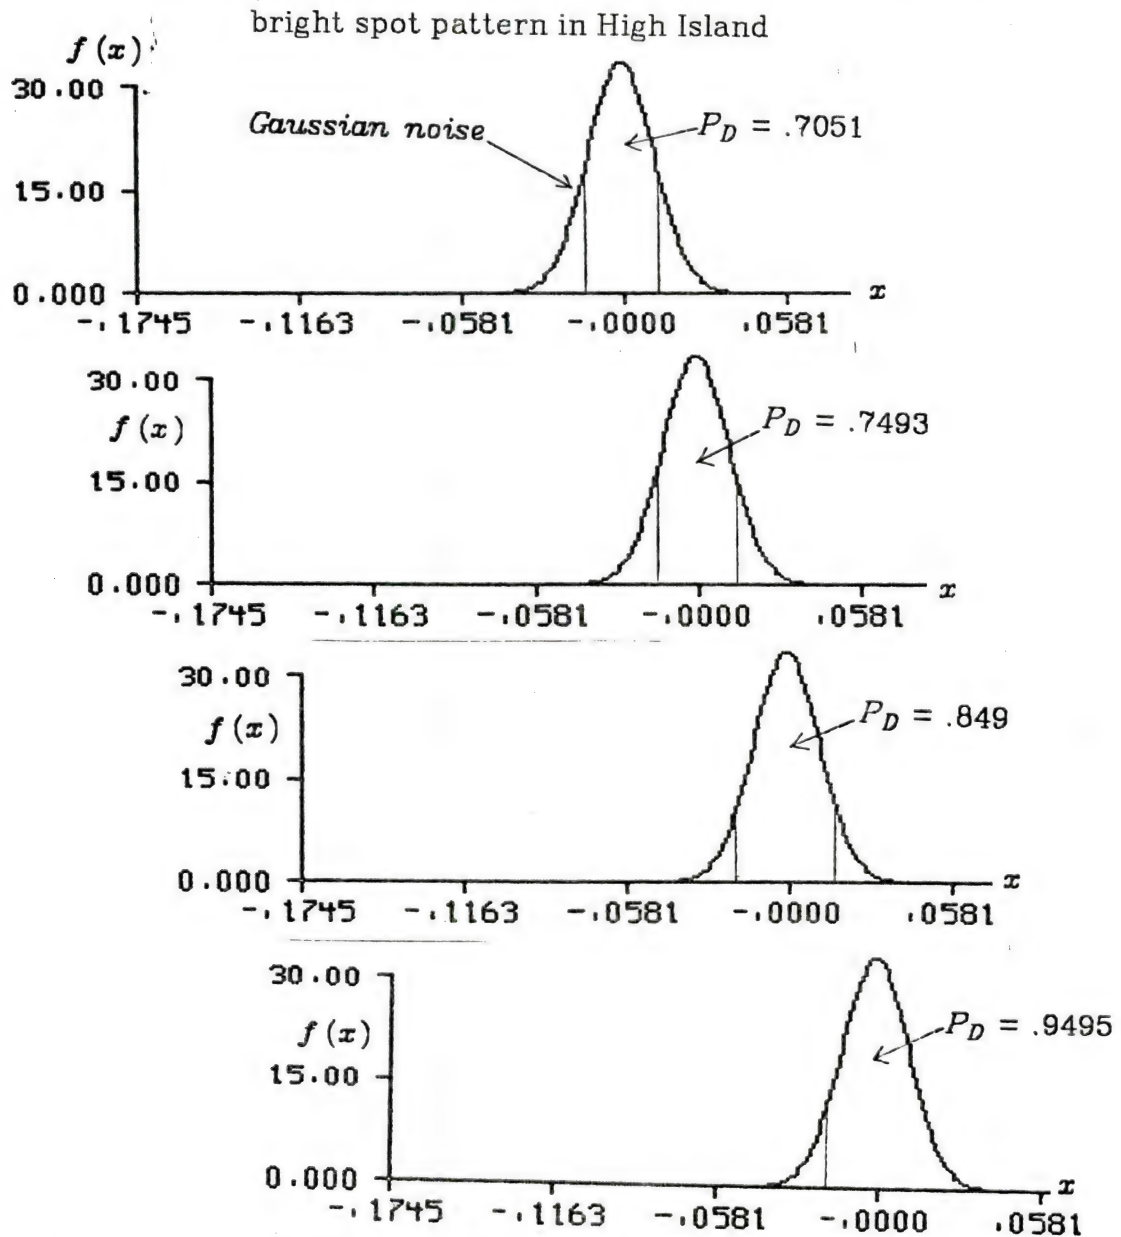 bright spot pattern in High Island
f(x)
30.00
Gaussian noise
P_D = .7051
15.00
0.000
x
-.1745 -.1163 -.0581 -.0000 .0581
30.00
f(x)
P_D = .7493
15.00
0.000
x
-.1745 -.1163 -.0581 -.0000 .0581
30.00
f(x)
P_D = .849
15.00
0.000
x
-.1745 -.1163 -.0581 -.0000 .0581
30.00
f(x)
P_D = .9495
15.00
0.000
x
-.1745 -.1163 -.0581 -.0000 .0581